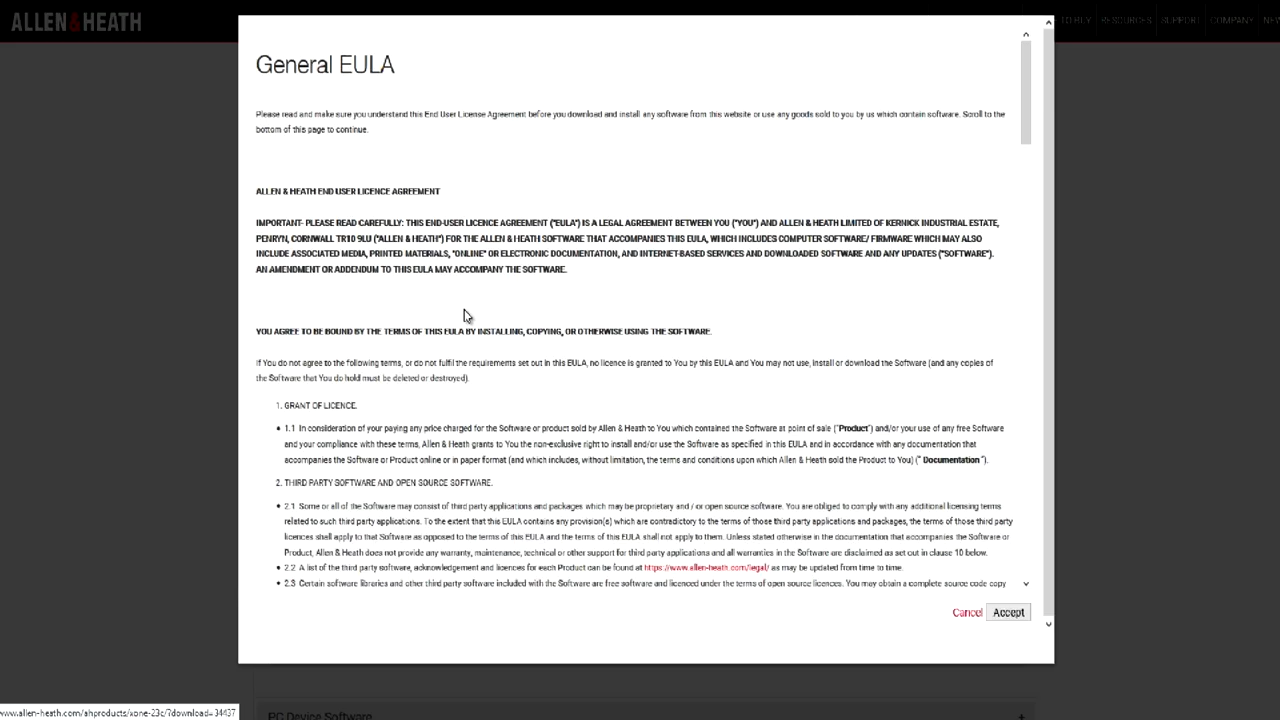 ALLEN&HEATH
TO BUY RESOURCES SUPPORT COMPANY NEW
General EULA
Please read and make sure you understand this End User License Agreement before you download and install any software from this website or use any goods sold to you by us which contain software. Scroll to the
bottom of this page to continue.
ALLEN & HEATH END USER LICENCE AGREEMENT
IMPORTANT- PLEASE READ CAREFULLY: THIS END-USER LICENCE AGREEMENT ("EULA") IS A LEGAL AGREEMENT BETWEEN YOU ("YOU") AND ALLEN & HEATH LIMITED OF KERNICK INDUSTRIAL ESTATE,
PENRYN, CORNWALL TR10 9LU ("ALLEN & HEATH") FOR THE ALLEN & HEATH SOFTWARE THAT ACCOMPANIES THIS EULA, WHICH INCLUDES COMPUTER SOFTWARE/ FIRMWARE WHICH MAY ALSO
INCLUDE ASSOCIATED MEDIA, PRINTED MATERIALS, "ONLINE" OR ELECTRONIC DOCUMENTATION, AND INTERNET-BASED SERVICES AND DOWNLOADED SOFTWARE AND ANY UPDATES ("SOFTWARE").
AN AMENDMENT OR ADDENDUM TO THIS EULA MAY ACCOMPANY THE SOFTWARE.
YOU AGREE TO BE BOUND BY THE TERMS OF THIS EULA BY INSTALLING, COPYING, OR OTHERWISE USING THE SOFTWARE.
If You do not agree to the following terms, or do not fulfil the requirements set out in this EULA, no licence is granted to You by this EULA and You may not use, install or download the Software (and any copies of
the Software that You do hold must be deleted or destroyed).
1. GRANT OF LICENCE.
• 1.1 In consideration of your paying any price charged for the Software or product sold by Allen & Heath to You which contained the Software at point of sale ("Product") and/or your use of any free Software
and your compliance with these terms, Allen & Heath grants to You the non-exclusive right to install and/or use the Software as specified in this EULA and in accordance with any documentation that
accompanies the Software or Product online or in paper format (and which includes, without limitation, the terms and conditions upon which Allen & Heath sold the Product to You) (" Documentation ").
2. THIRD PARTY SOFTWARE AND OPEN SOURCE SOFTWARE.
• 2.1 Some or all of the Software may consist of third party applications and packages which may be proprietary and / or open source software. You are obliged to comply with any additional licensing terms
related to such third party applications. To the extent that this EULA contains any provision(s) which are contradictory to the terms of those third party applications and packages, the terms of those third party
licences shall apply to that Software as opposed to the terms of this EULA and the terms of this EULA shall not apply to them. Unless stated otherwise in the documentation that accompanies the Software or
Product, Allen & Heath does not provide any warranty, maintenance, technical or other support for third party applications and all warranties in the Software are disclaimed as set out in clause 10 below.
• 2.2 A list of the third party software, acknowledgement and licences for each Product can be found at https://www.allen-heath.com/legal/ as may be updated from time to time.
• 2.3 Certain software libraries and other third party software included with the Software are free software and licenced under the terms of open source licences. You may obtain a complete source code copy
Cancel Accept
www.allen-heath.com/ahproducts/xone-23c/?download=34437
PC Device Software +